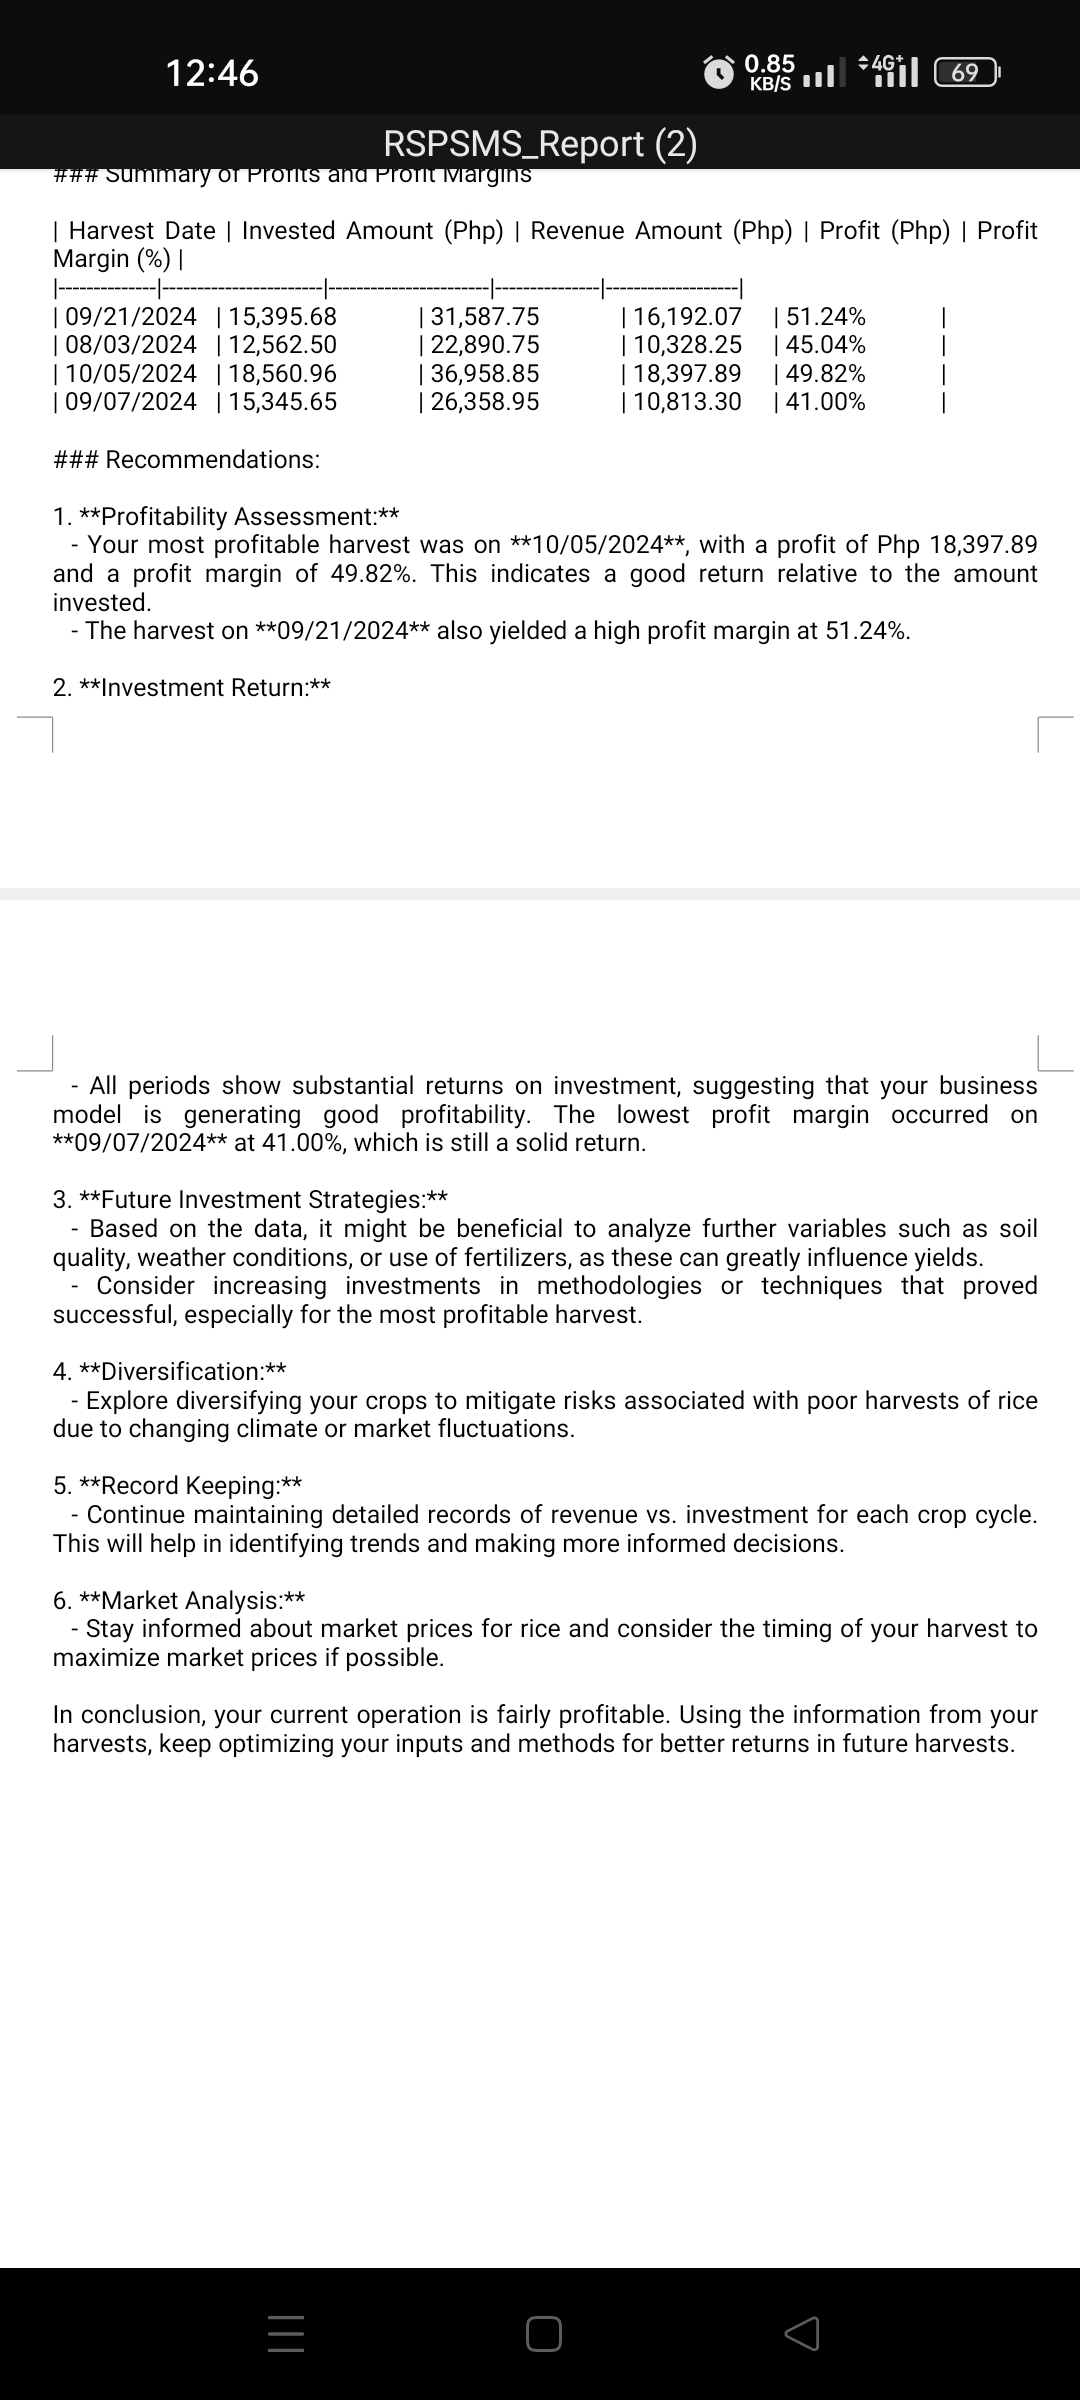 12:46
0.85 KB/S 4G+ 69
RSPSMS_Report (2)
### Summary of Profits and Profit Margins
| Harvest Date | Invested Amount (Php) | Revenue Amount (Php) | Profit (Php) | Profit
Margin (%) |
|--------------|-----------------------|-----------------------|---------------|-------------------|
| 09/21/2024 | 15,395.68 | 31,587.75 | 16,192.07 | 51.24% |
| 08/03/2024 | 12,562.50 | 22,890.75 | 10,328.25 | 45.04% |
| 10/05/2024 | 18,560.96 | 36,958.85 | 18,397.89 | 49.82% |
| 09/07/2024 | 15,345.65 | 26,358.95 | 10,813.30 | 41.00% |
### Recommendations:
1. **Profitability Assessment:**
- Your most profitable harvest was on **10/05/2024**, with a profit of Php 18,397.89
and a profit margin of 49.82%. This indicates a good return relative to the amount
invested.
- The harvest on **09/21/2024** also yielded a high profit margin at 51.24%.
2. **Investment Return:**
- All periods show substantial returns on investment, suggesting that your business
model is generating good profitability. The lowest profit margin occurred on
**09/07/2024** at 41.00%, which is still a solid return.
3. **Future Investment Strategies:**
- Based on the data, it might be beneficial to analyze further variables such as soil
quality, weather conditions, or use of fertilizers, as these can greatly influence yields.
- Consider increasing investments in methodologies or techniques that proved
successful, especially for the most profitable harvest.
4. **Diversification:**
- Explore diversifying your crops to mitigate risks associated with poor harvests of rice
due to changing climate or market fluctuations.
5. **Record Keeping:**
- Continue maintaining detailed records of revenue vs. investment for each crop cycle.
This will help in identifying trends and making more informed decisions.
6. **Market Analysis:**
- Stay informed about market prices for rice and consider the timing of your harvest to
maximize market prices if possible.
In conclusion, your current operation is fairly profitable. Using the information from your
harvests, keep optimizing your inputs and methods for better returns in future harvests.